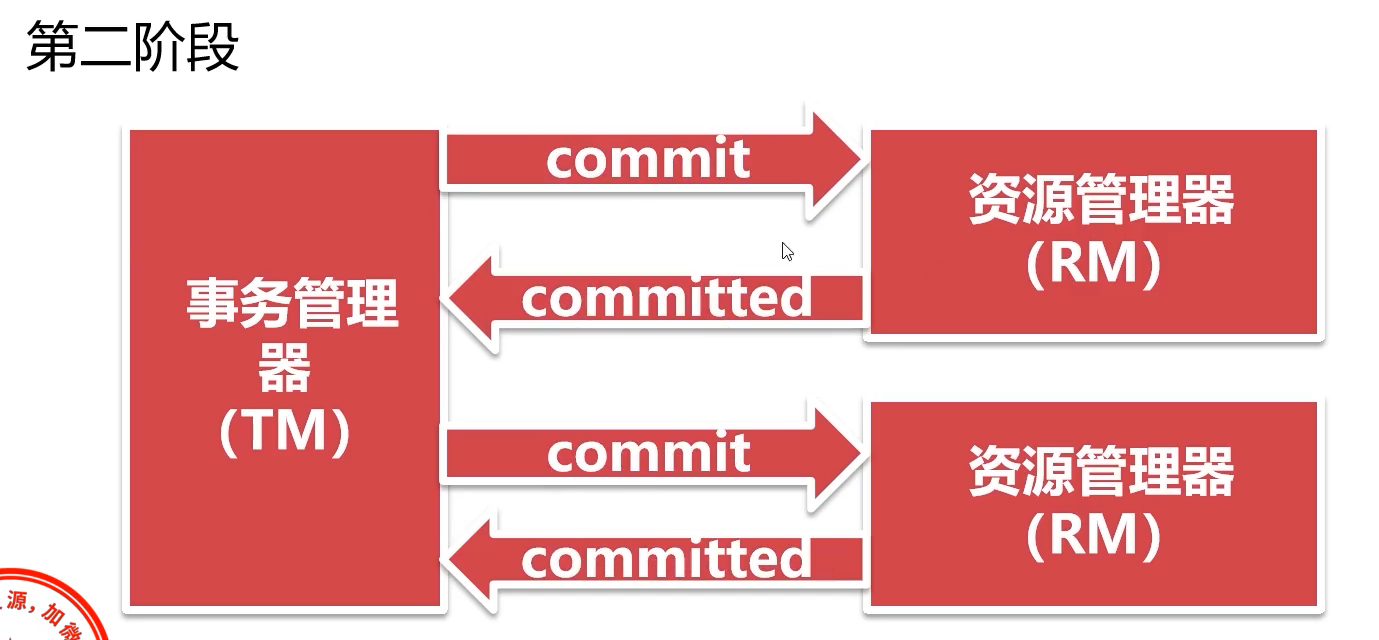 第二阶段
commit
资源管理器
（RM）
committed
事务管理
器
（TM）
commit
资源管理器
（RM）
committed
源，加微